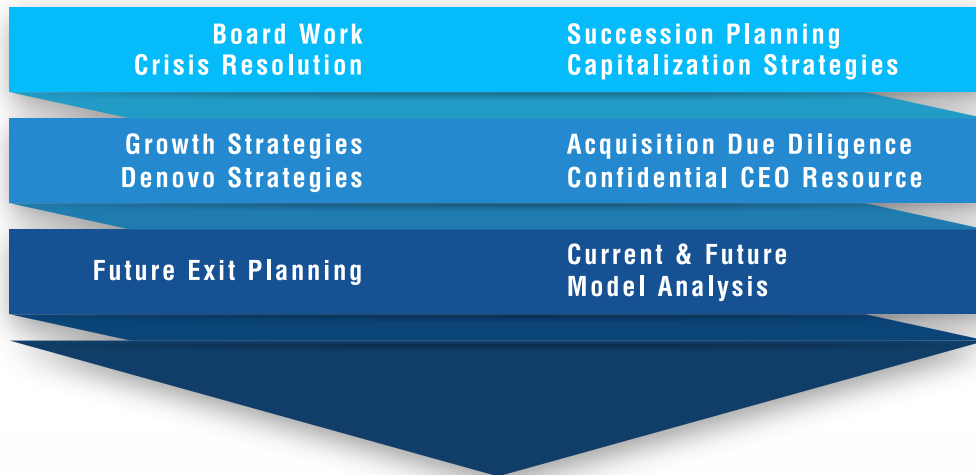 Board Work
Crisis Resolution
Succession Planning
Capitalization Strategies
Growth Strategies
Denovo Strategies
Acquisition Due Diligence
Confidential CEO Resource
Future Exit Planning
Current & Future
Model Analysis